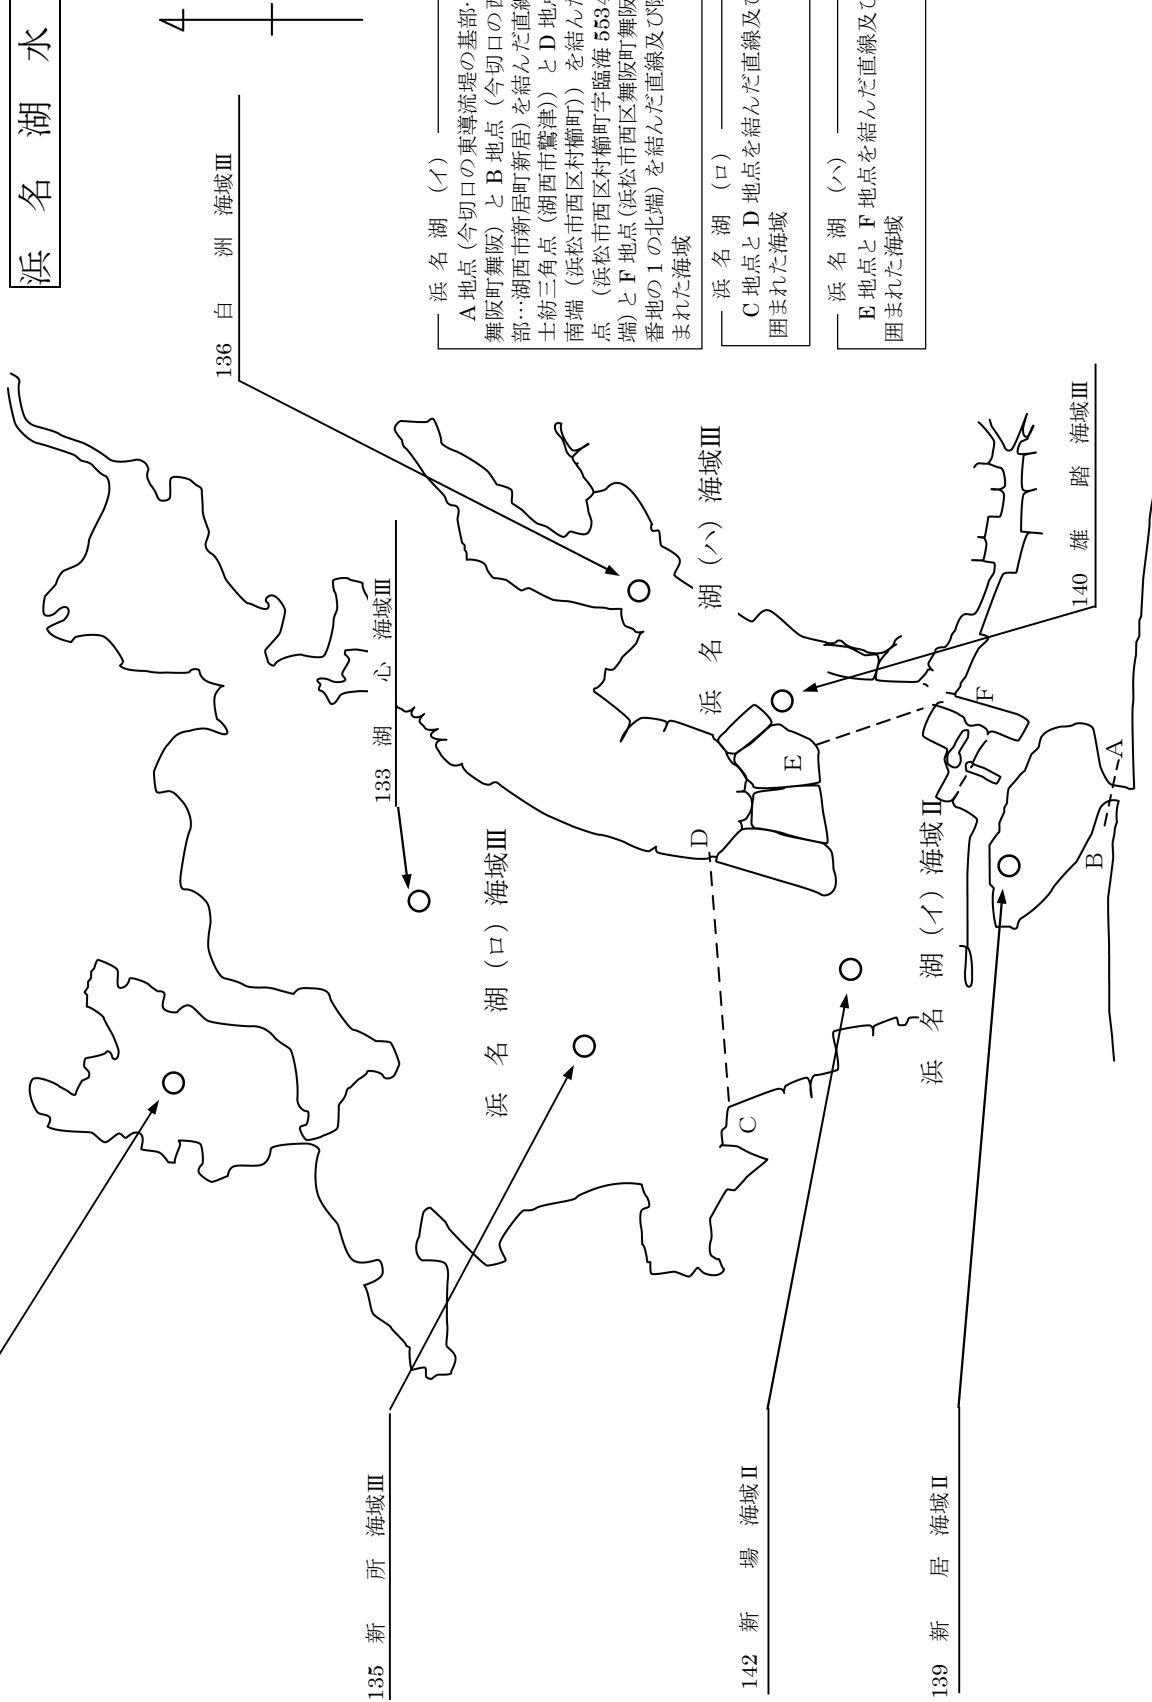 浜 名 湖 水
136 白 洲 海域Ⅲ
133 湖 心 海域Ⅲ
135 新 所 海域Ⅲ
142 新 場 海域Ⅱ
139 新 居 海域Ⅱ
140 雄 踏 海域Ⅲ
浜 名 湖 (ロ) 海域Ⅲ
浜 名 湖 (ハ) 海域Ⅲ
浜 名 湖 (イ) 海域Ⅱ
A
B
C
D
E
F
浜 名 湖 (イ)
A 地点(今切口の東導流堤の基部…
舞阪町舞阪)と B 地点(今切口の西
部…湖西市新居町新居)を結んだ直線
士紡三角点(湖西市鷲津))と D 地点
南端(浜松市西区村櫛町))を結んだ
点(浜松市西区村櫛町字臨海 5534
端)と F 地点(浜松市西区舞阪町舞阪
番地の1の北端)を結んだ直線及び陸
まれた海域
浜 名 湖 (ロ)
C 地点と D 地点を結んだ直線及び
囲まれた海域
浜 名 湖 (ハ)
E 地点と F 地点を結んだ直線及び
囲まれた海域